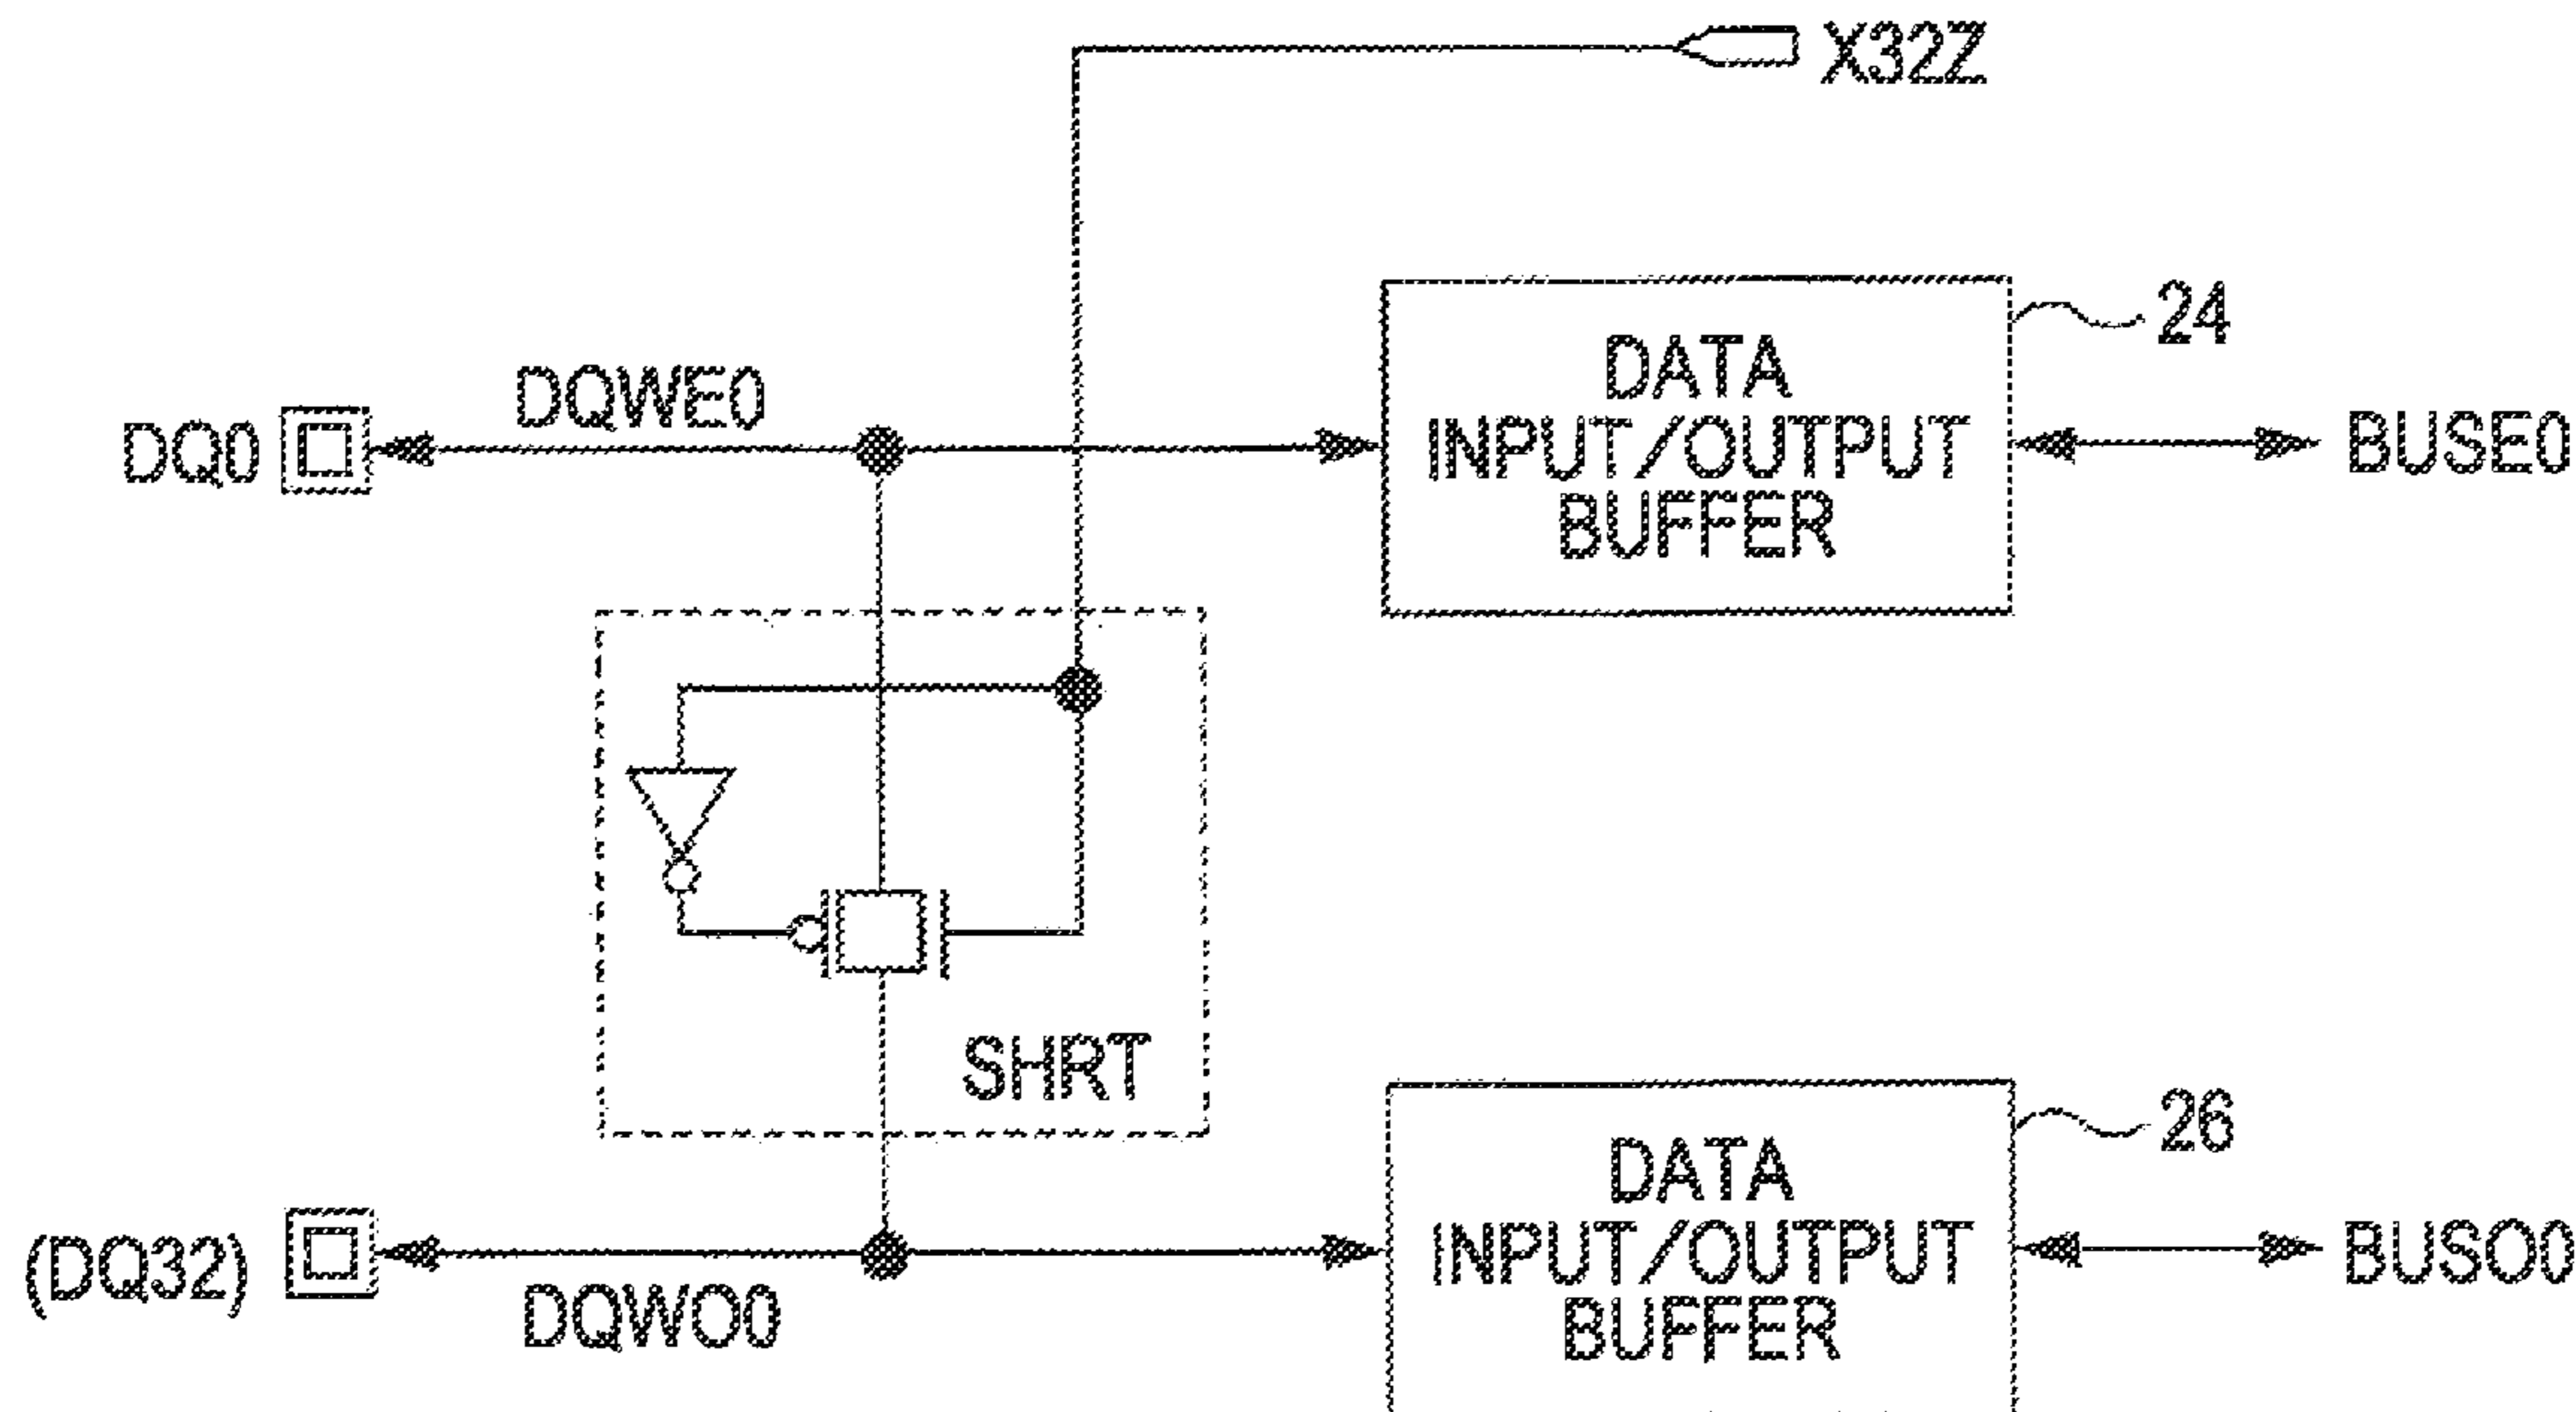 X32Z
24
DATA
INPUT/OUTPUT
BUFFER
DQWE0
DQ0
BUSE0
SHRT
26
DATA
INPUT/OUTPUT
BUFFER
(DQ32)
DQWO0
BUSO0